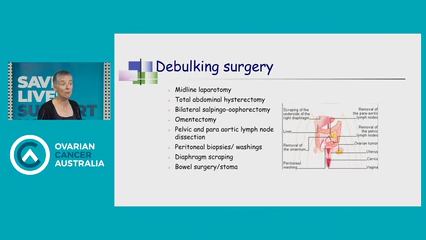 Debulking surgery
Midline laparotomy
Total abdominal hysterectomy
Bilateral salpingo-oophorectomy
Omentectomy
Pelvic and para aortic lymph node
dissection
Peritoneal biopsies/ washings
Diaphragm scraping
Bowel surgery/stoma
Scraping of the
underside of the
right diaphragm
Liver
Removal of
the omentum
Peritoneal
washing
Removal of
the para-aortic
lymph nodes
Removal of
the pelvic
lymph nodes
Ovarian tumor
Uterus
Cervix
Vagina
SAVE
LIVE
SUPPORT
OVARIAN
CANCER
AUSTRALIA